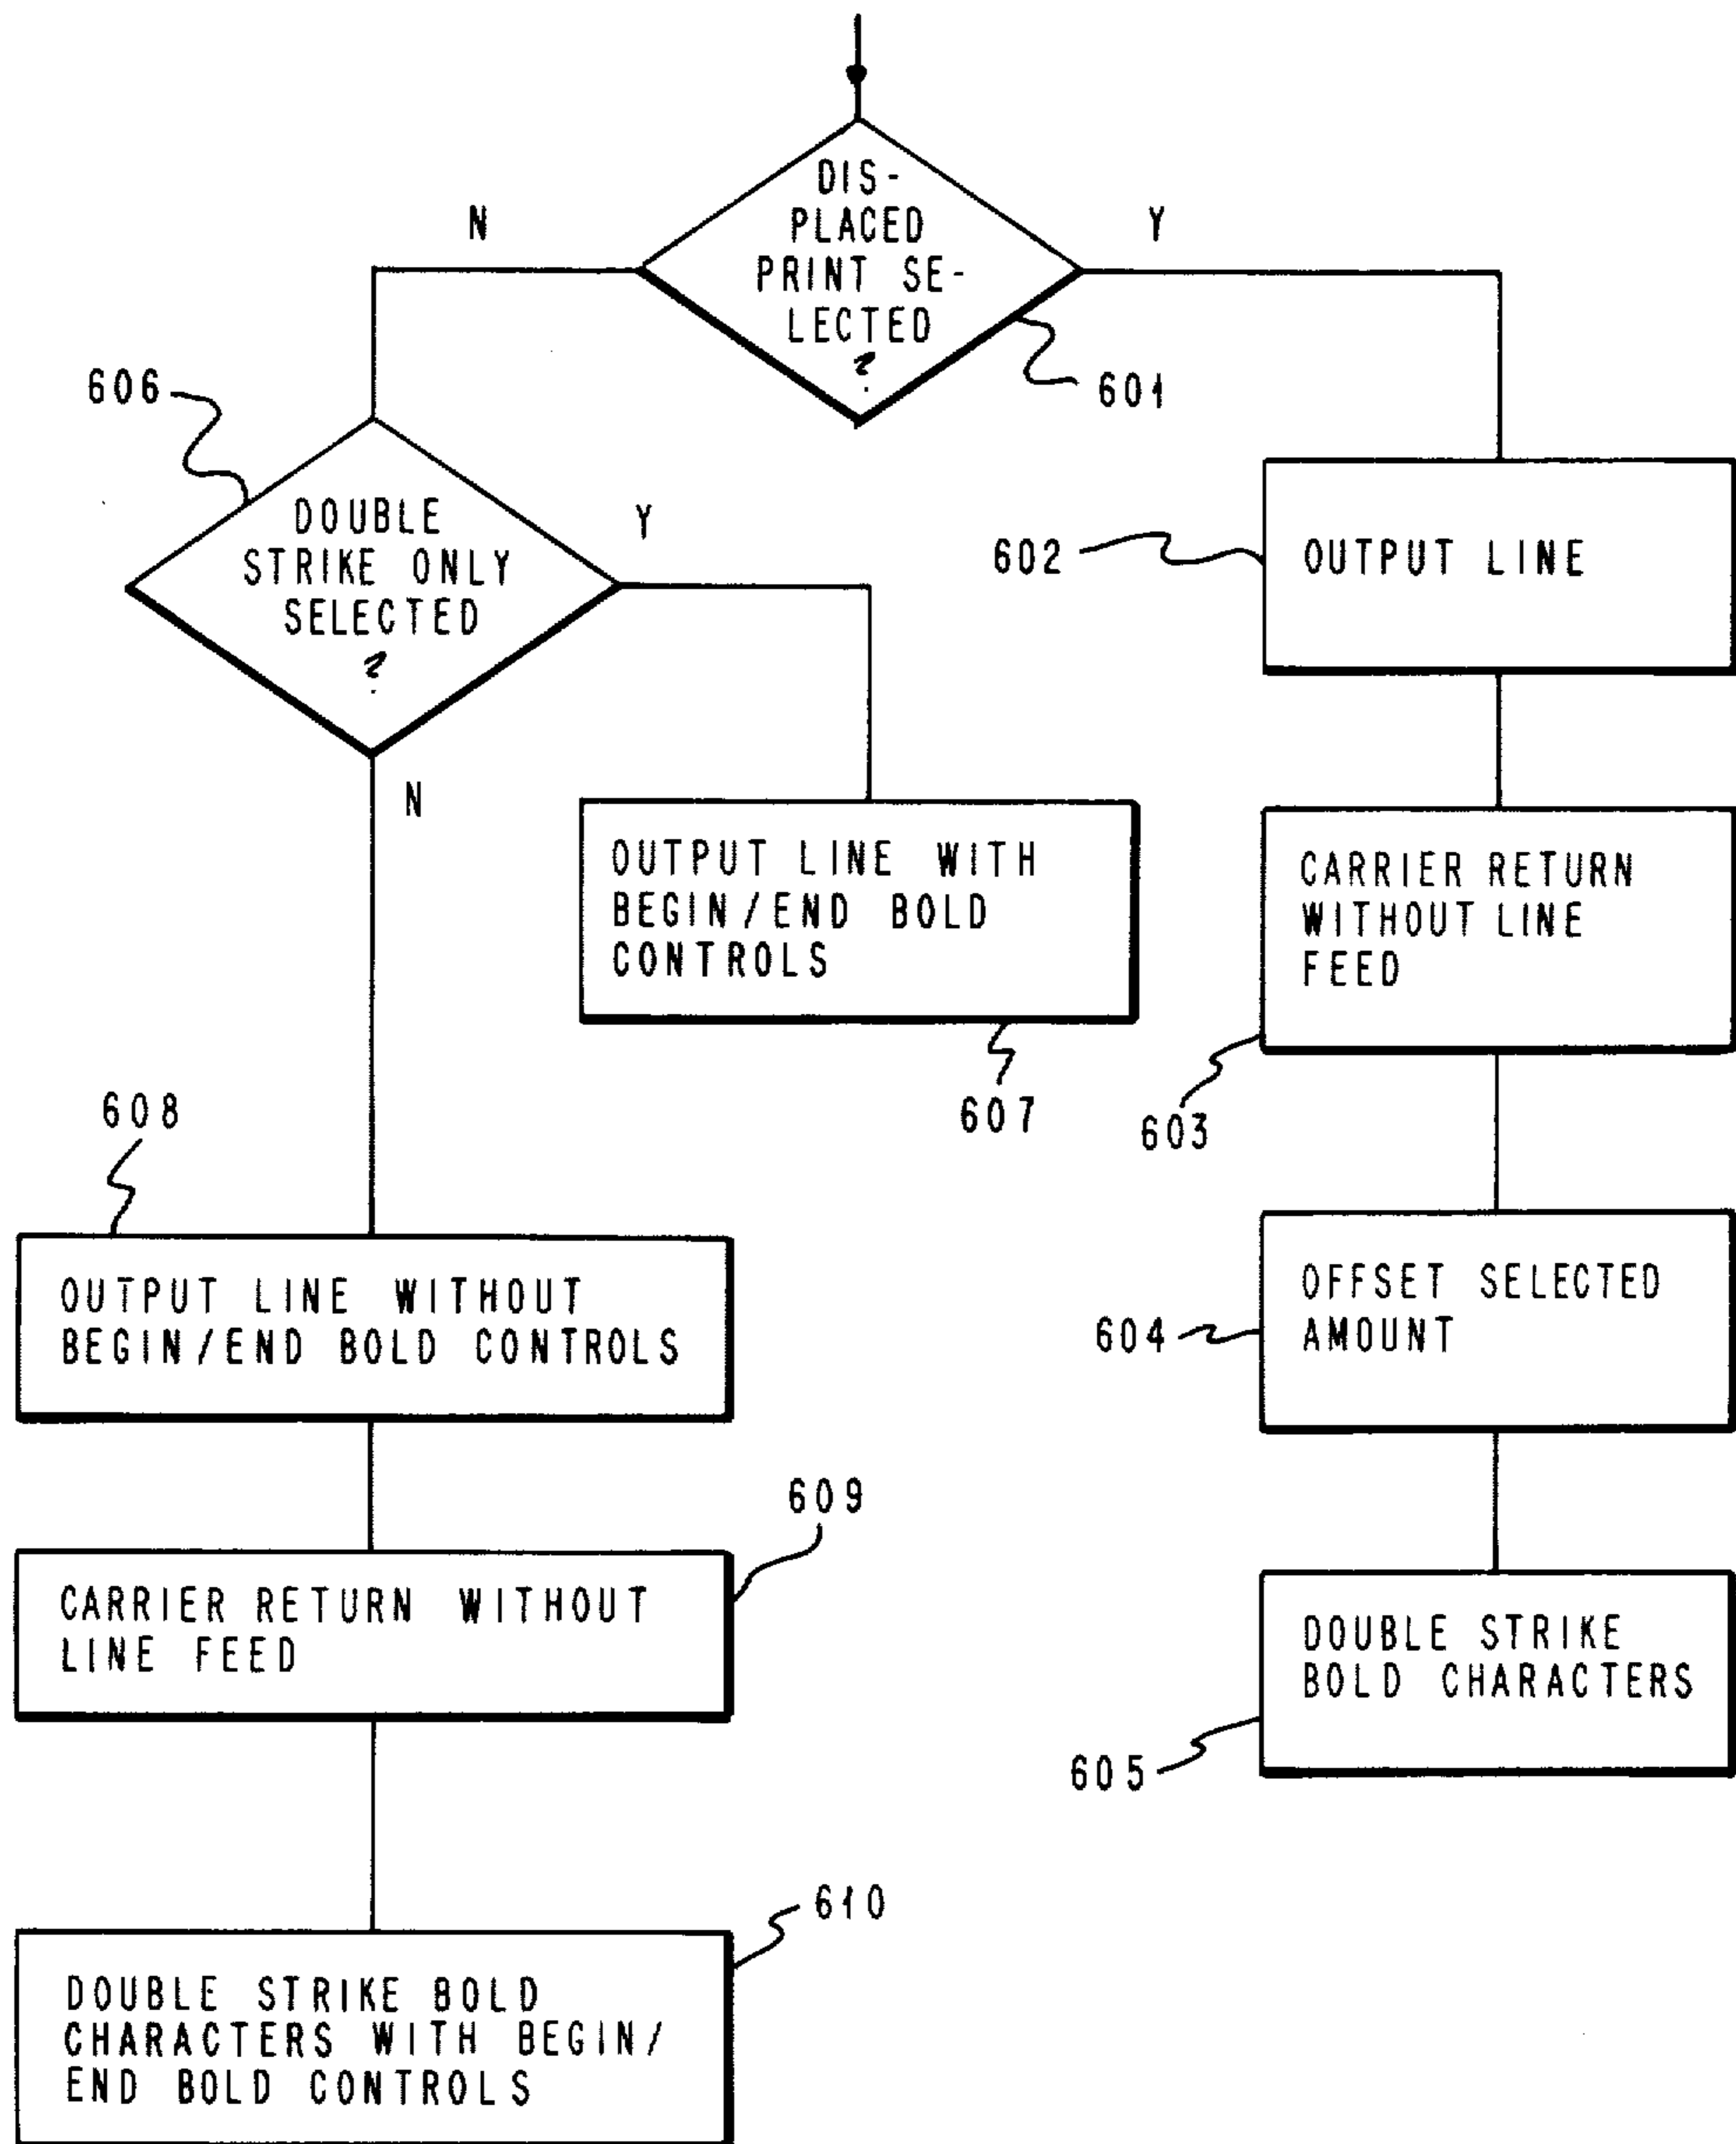 DIS-
PLACED
PRINT SE-
LECTED
?
N
Y
601
606
DOUBLE
STRIKE ONLY
SELECTED
?
Y
N
602
OUTPUT LINE
OUTPUT LINE WITH
BEGIN/END BOLD
CONTROLS
607
CARRIER RETURN
WITHOUT LINE
FEED
603
608
OUTPUT LINE WITHOUT
BEGIN/END BOLD CONTROLS
OFFSET SELECTED
AMOUNT
604
609
CARRIER RETURN WITHOUT
LINE FEED
DOUBLE STRIKE
BOLD CHARACTERS
605
610
DOUBLE STRIKE BOLD
CHARACTERS WITH BEGIN/
END BOLD CONTROLS